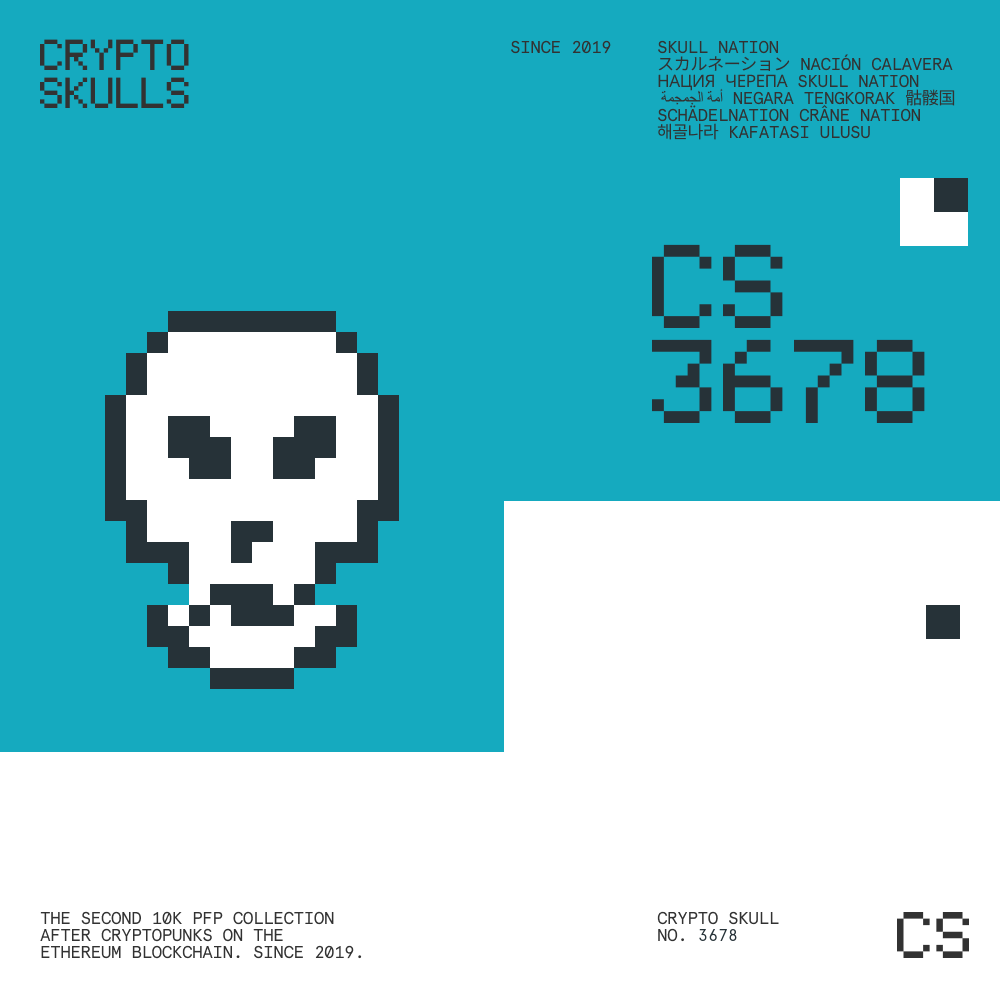 CRYPTO
SKULLS
SINCE 2019
SKULL NATION
スカルネーション NACIÓN CALAVERA
НАЦИЯ ЧЕРЕПА SKULL NATION
أمة الجمجمة NEGARA TENGKORAK 骷髅国
SCHÄDELNATION CRÂNE NATION
해골나라 KAFATASI ULUSU
CS
3678
THE SECOND 10K PFP COLLECTION
AFTER CRYPTOPUNKS ON THE
ETHEREUM BLOCKCHAIN. SINCE 2019.
CRYPTO SKULL
NO. 3678
CS